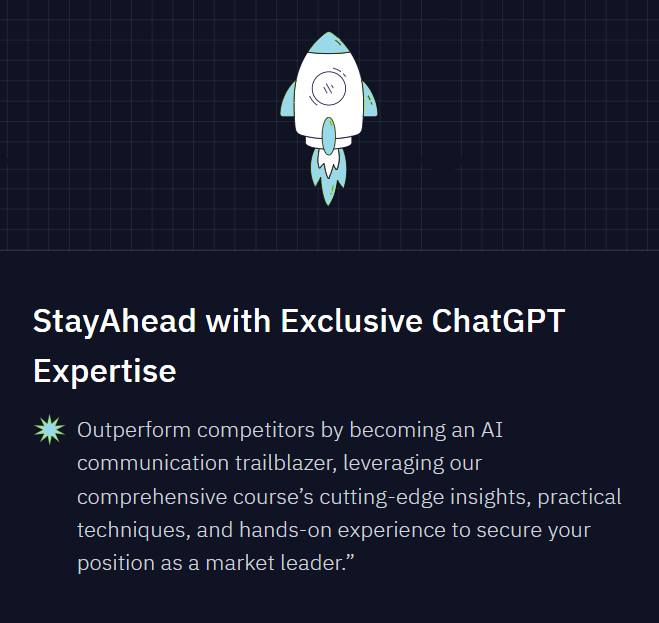 StayAhead with Exclusive ChatGPT
Expertise
Outperform competitors by becoming an AI
communication trailblazer, leveraging our
comprehensive course’s cutting-edge insights, practical
techniques, and hands-on experience to secure your
position as a market leader.”